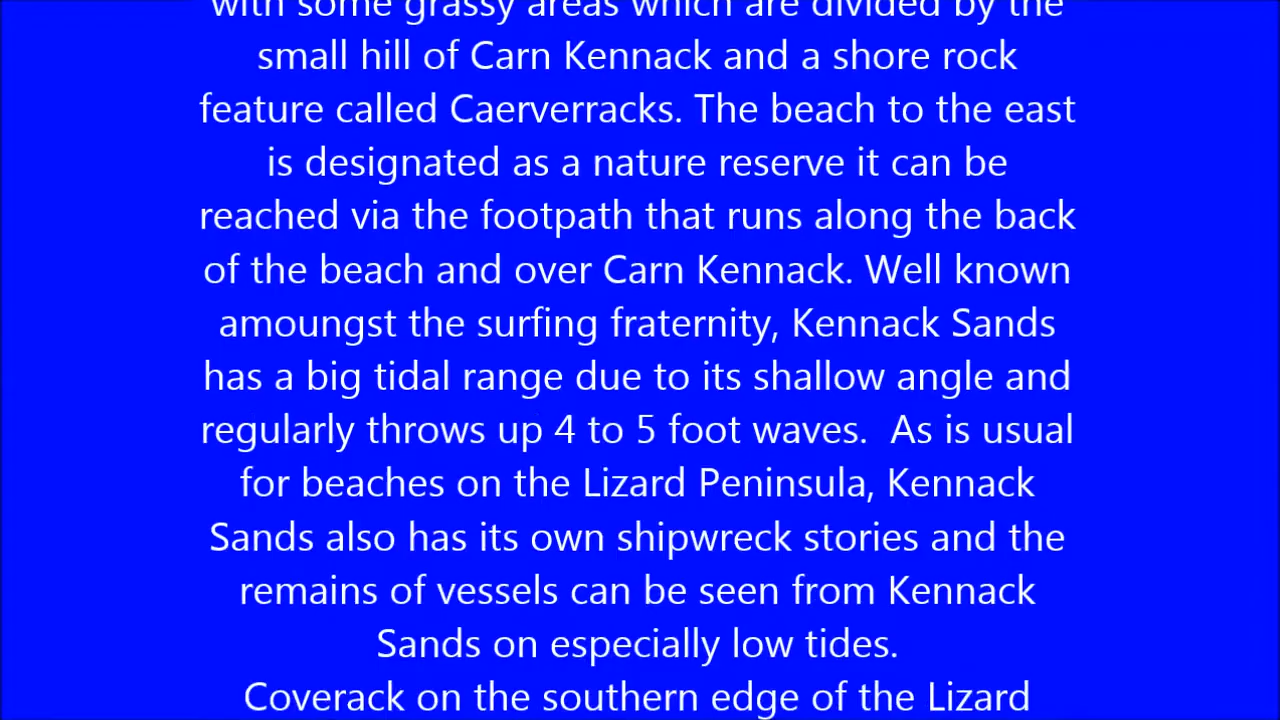 with some grassy areas which are divided by the
small hill of Carn Kennack and a shore rock
feature called Caerverracks. The beach to the east
is designated as a nature reserve it can be
reached via the footpath that runs along the back
of the beach and over Carn Kennack. Well known
amoungst the surfing fraternity, Kennack Sands
has a big tidal range due to its shallow angle and
regularly throws up 4 to 5 foot waves.  As is usual
for beaches on the Lizard Peninsula, Kennack
Sands also has its own shipwreck stories and the
remains of vessels can be seen from Kennack
Sands on especially low tides.
Coverack on the southern edge of the Lizard